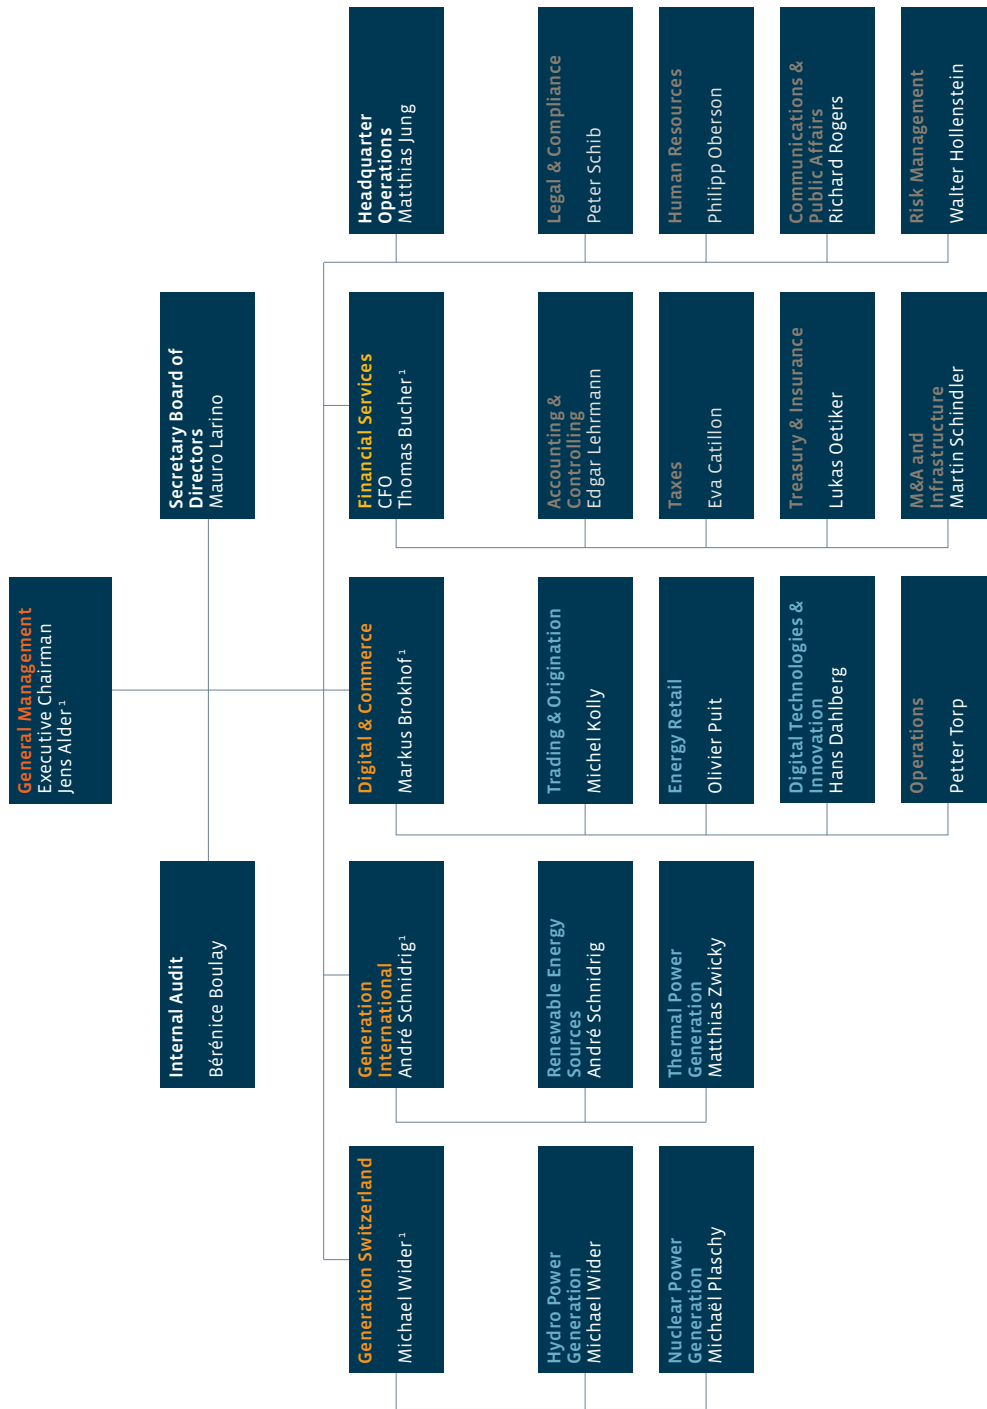 General Management
Executive Chairman
Jens Alder¹
Internal Audit
Bérénice Boulay
Secretary Board of
Directors
Mauro Larino
Generation Switzerland
Michael Wider¹
Generation
International
André Schnidrig¹
Digital & Commerce
Markus Brokhof¹
Financial Services
CFO
Thomas Bucher¹
Headquarter
Operations
Matthias Jung
Hydro Power
Generation
Michael Wider
Renewable Energy
Sources
André Schnidrig
Trading & Origination
Michel Kolly
Accounting &
Controlling
Edgar Lehrmann
Legal & Compliance
Peter Schib
Nuclear Power
Generation
Michaël Plaschy
Thermal Power
Generation
Matthias Zwicky
Energy Retail
Olivier Puit
Taxes
Eva Catillon
Human Resources
Philipp Oberson
Digital Technologies &
Innovation
Hans Dahlberg
Treasury & Insurance
Lukas Oetiker
Communications &
Public Affairs
Richard Rogers
Operations
Petter Torp
M&A and
Infrastructure
Martin Schindler
Risk Management
Walter Hollenstein